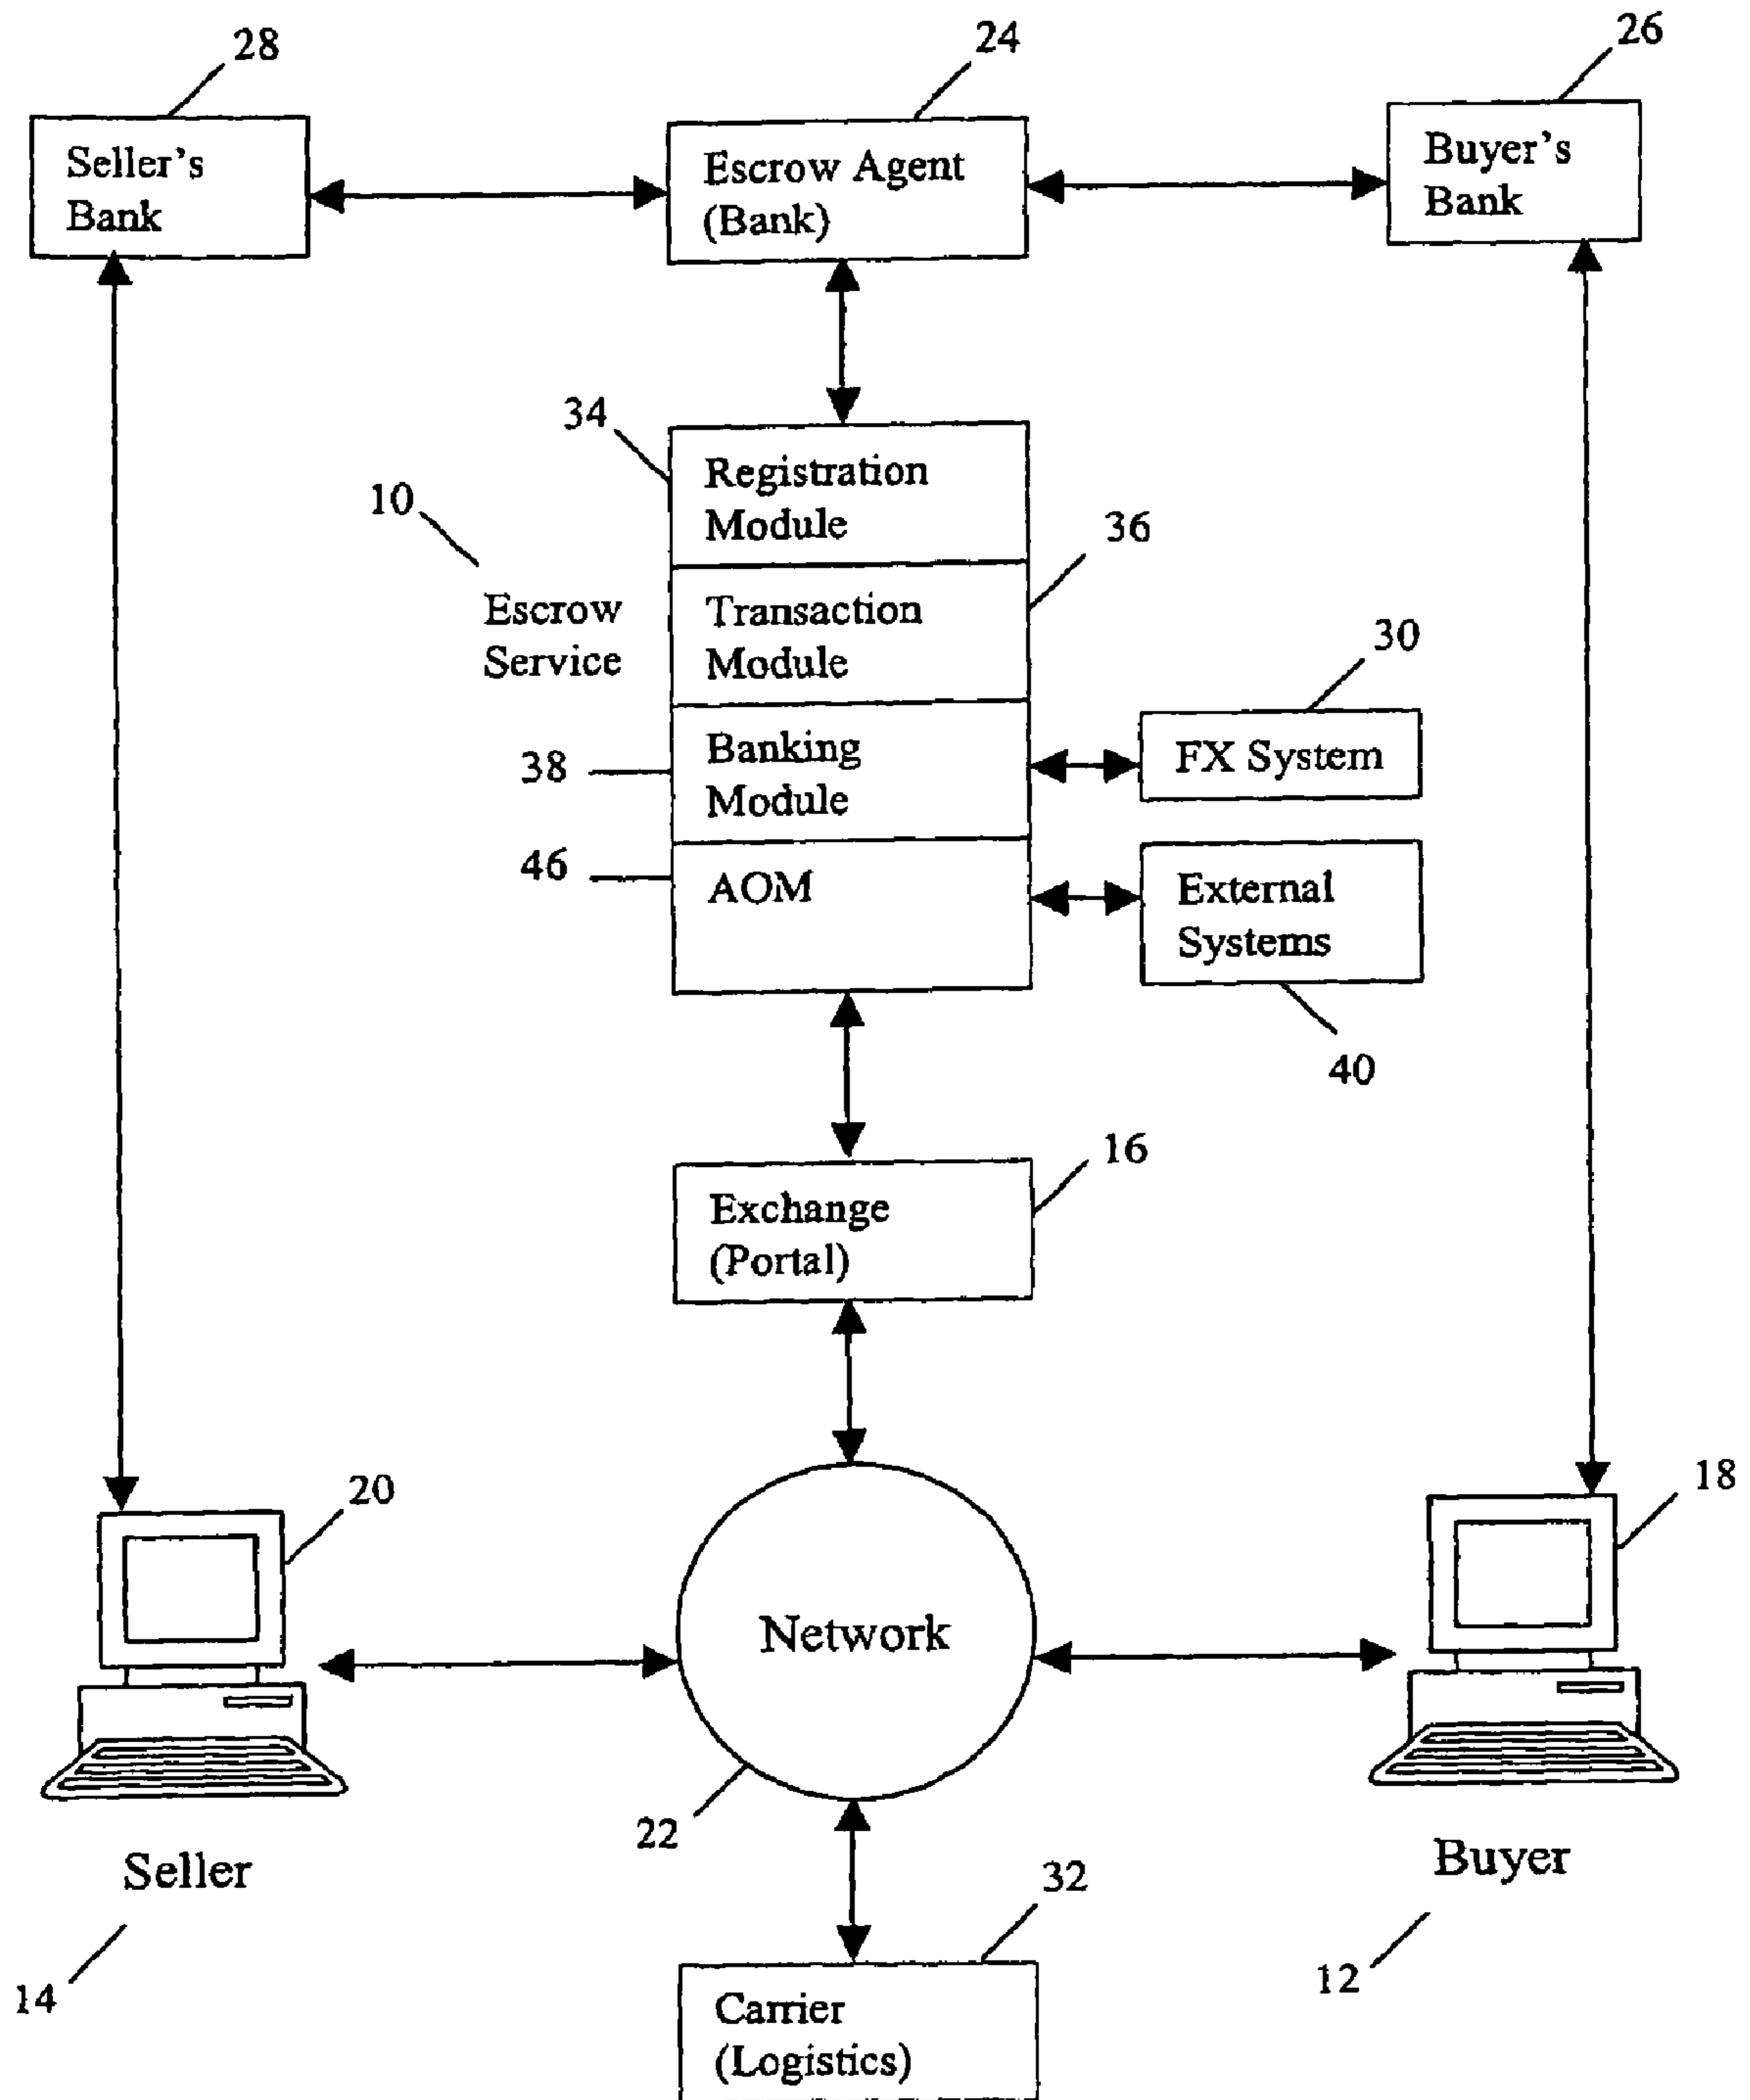 28
24
26
Seller's
Bank
Escrow Agent
(Bank)
Buyer's
Bank
34
Registration
Module
10
36
Escrow
Service
Transaction
Module
30
38
Banking
Module
FX System
46
AOM
External
Systems
40
16
Exchange
(Portal)
20
18
Network
22
Seller
Buyer
32
14
12
Carrier
(Logistics)